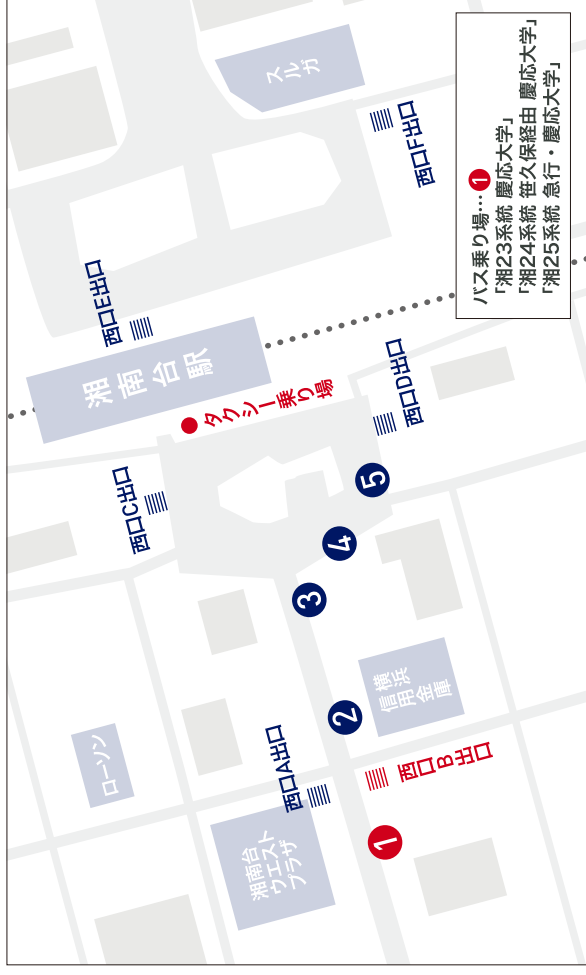 バス乗り場…❶
「湘23系統 慶応大学」
「湘24系統 笹久保経由 慶応大学」
「湘25系統 急行・慶応大学」
ローソン
湘南台
ウエスト
プラザ
西口A出口
西口B出口
1
2
信用
横浜
金庫
3
4
5
西口C出口
西口D出口
タクシー乗り場
湘南台駅
西口E出口
西口F出口
スルガ